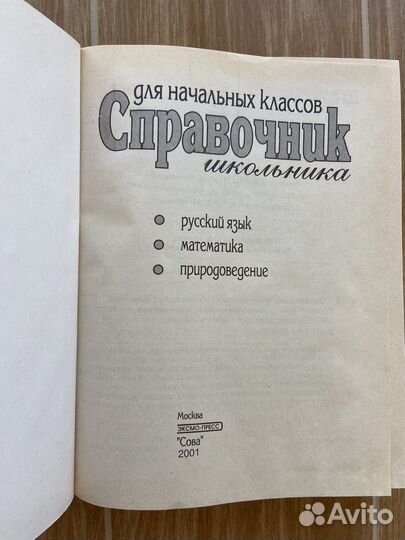 для начальных классов
Справочник
школьника
русский язык
математика
природоведение
Москва
ЭКСМО-ПРЕСС
"Сова"
2001
Avito